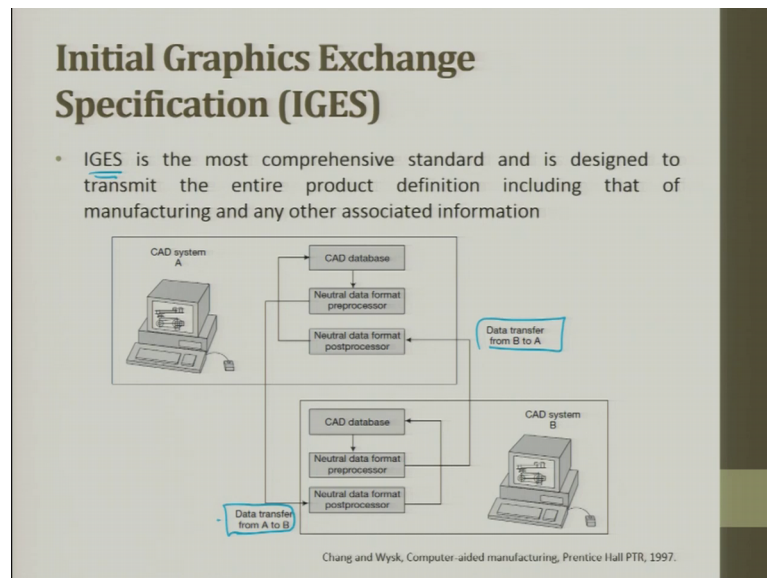 Initial Graphics Exchange
Specification (IGES)
• IGES is the most comprehensive standard and is designed to
transmit the entire product definition including that of
manufacturing and any other associated information
CAD system
A
CAD database
Neutral data format
preprocessor
Neutral data format
postprocessor
Data transfer
from B to A
CAD database
Neutral data format
preprocessor
Neutral data format
postprocessor
CAD system
B
Data transfer
from A to B
Chang and Wysk, Computer-aided manufacturing, Prentice Hall PTR, 1997.